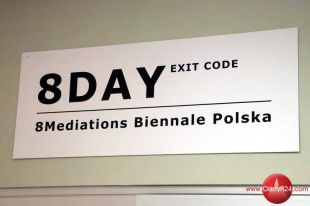 8DAY EXIT CODE
8Mediations Biennale Polska
www.Olsztyn24.com